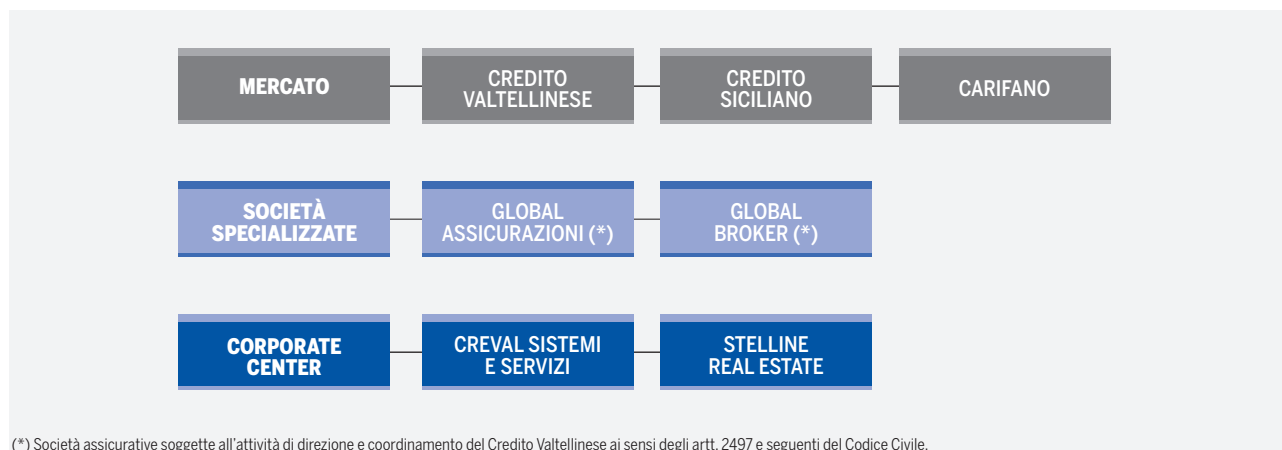 MERCATO
CREDITO
VALTELLINESE
CREDITO
SICILIANO
CARIFANO
SOCIETÀ
SPECIALIZZATE
GLOBAL
ASSICURAZIONI (*)
GLOBAL
BROKER (*)
CORPORATE
CENTER
CREVAL SISTEMI
E SERVIZI
STELLINE
REAL ESTATE
(*) Società assicurative soggette all'attività di direzione e coordinamento del Credito Valtellinese ai sensi degli artt. 2497 e seguenti del Codice Civile.